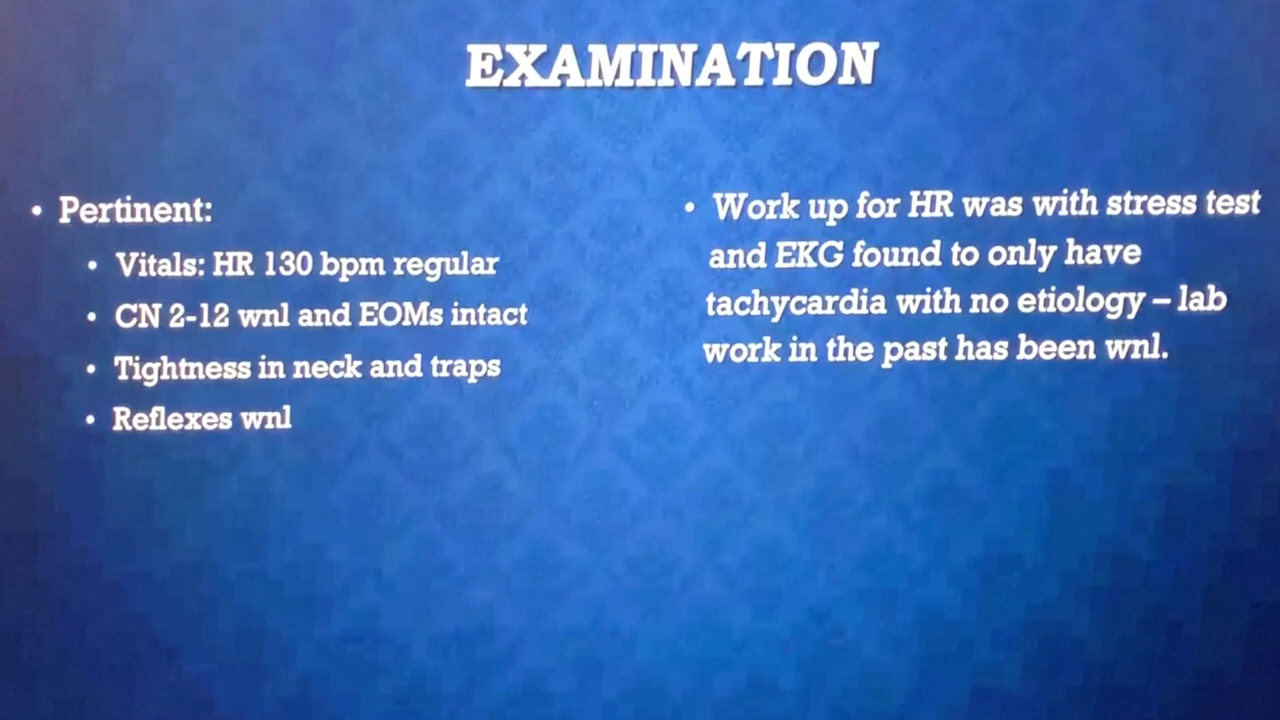 EXAMINATION
• Pertinent:
• Vitals: HR 130 bpm regular
• CN 2-12 wnl and EOMs intact
• Tightness in neck and traps
• Reflexes wnl
• Work up for HR was with stress test
and EKG found to only have
tachycardia with no etiology – lab
work in the past has been wnl.